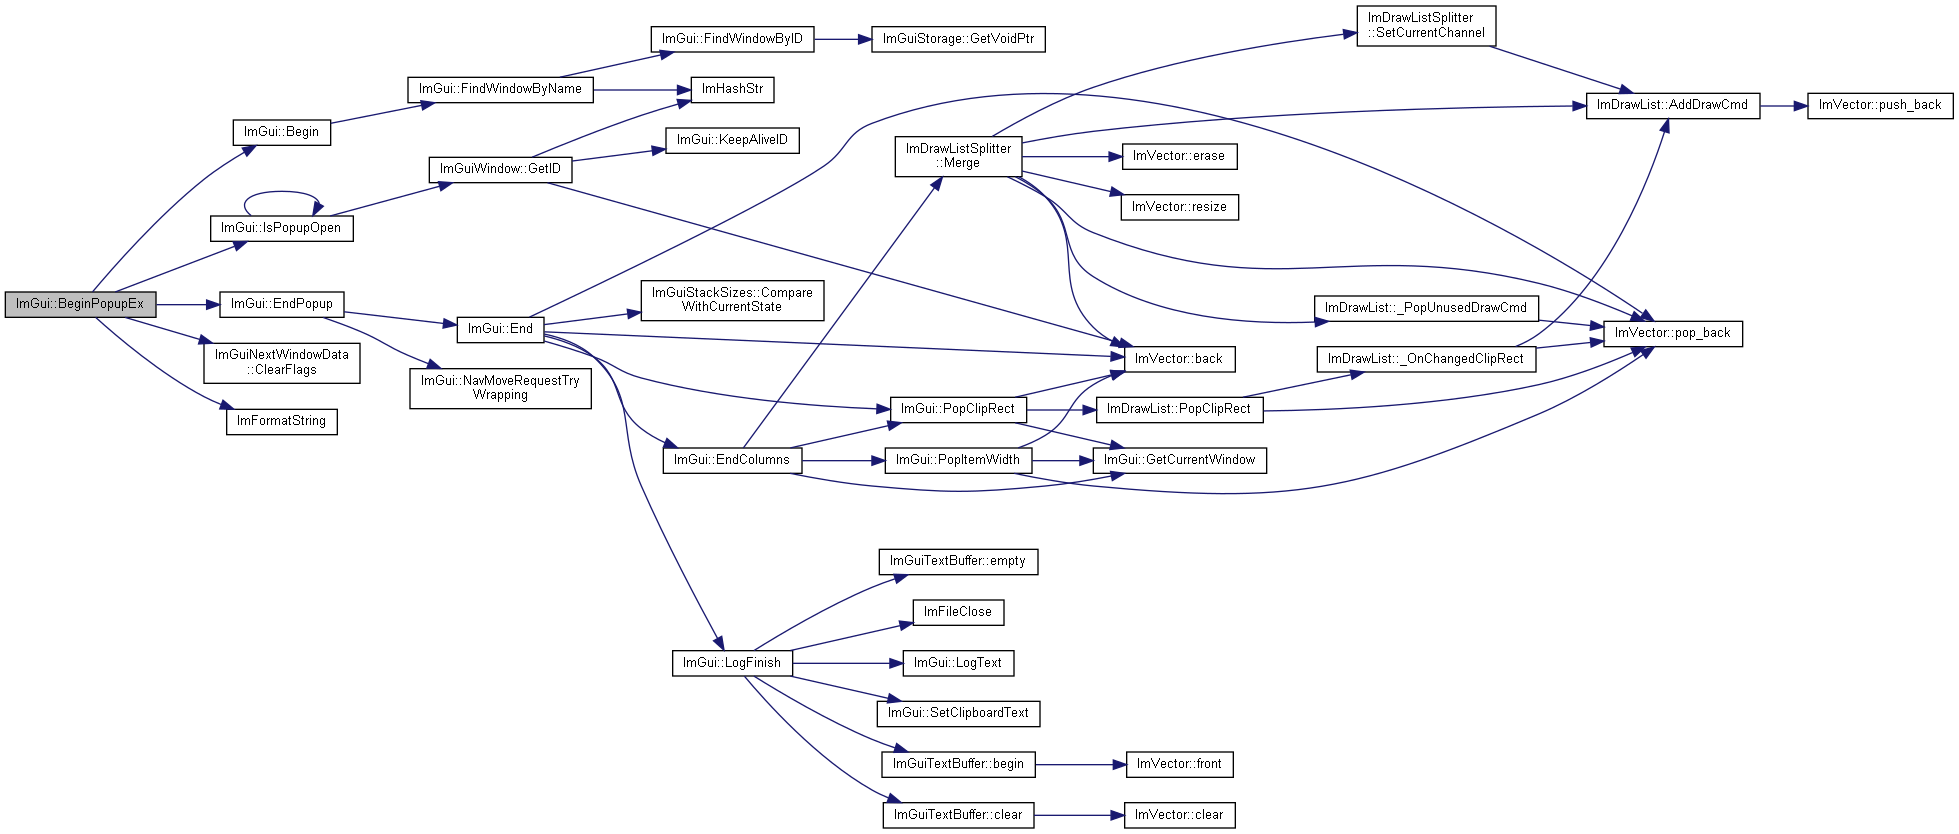 ImGui::BeginPopupEx
ImGui::Begin
ImGui::IsPopupOpen
ImGui::EndPopup
ImGuiNextWindowData
::ClearFlags
ImFormatString
ImGui::FindWindowByName
ImGuiWindow::GetID
ImGui::End
ImGui::NavMoveRequestTry
Wrapping
ImGui::FindWindowByID
ImHashStr
ImGui::KeepAliveID
ImGuiStackSizes::Compare
WithCurrentState
ImGui::EndColumns
ImGui::LogFinish
ImGuiStorage::GetVoidPtr
ImDrawListSplitter
::Merge
ImGui::PopClipRect
ImGui::PopItemWidth
ImGuiTextBuffer::empty
ImFileClose
ImGui::LogText
ImGui::SetClipboardText
ImGuiTextBuffer::begin
ImGuiTextBuffer::clear
ImVector::erase
ImVector::resize
ImVector::back
ImDrawList::PopClipRect
ImGui::GetCurrentWindow
ImVector::front
ImVector::clear
ImDrawListSplitter
::SetCurrentChannel
ImDrawList::_PopUnusedDrawCmd
ImDrawList::_OnChangedClipRect
ImDrawList::AddDrawCmd
ImVector::pop_back
ImVector::push_back